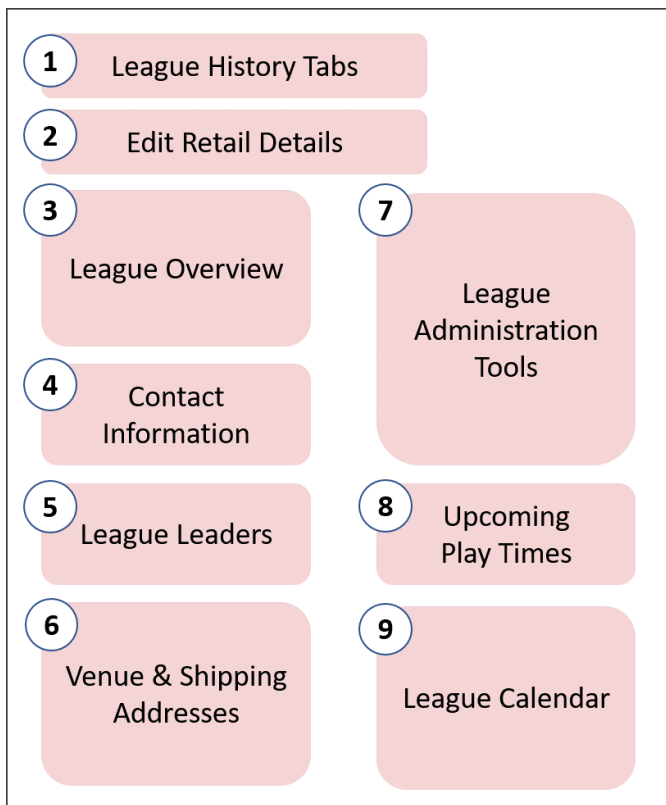 1
League History Tabs
2
Edit Retail Details
3
League Overview
4
Contact
Information
5
League Leaders
6
Venue & Shipping
Addresses
7
League
Administration
Tools
8
Upcoming
Play Times
9
League Calendar